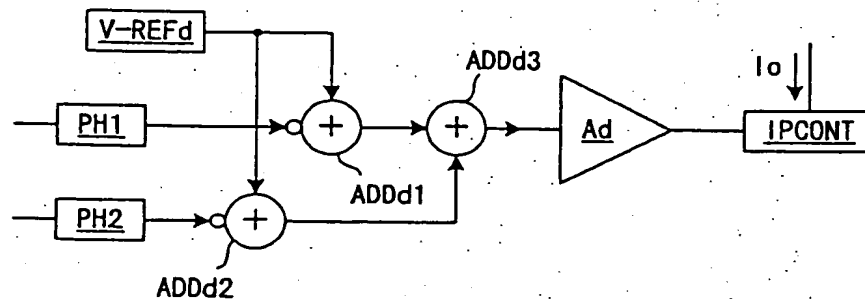 V-REFd
ADDd3
Io
PH1
+
+
Ad
IPCONT
ADDd1
PH2
+
ADDd2